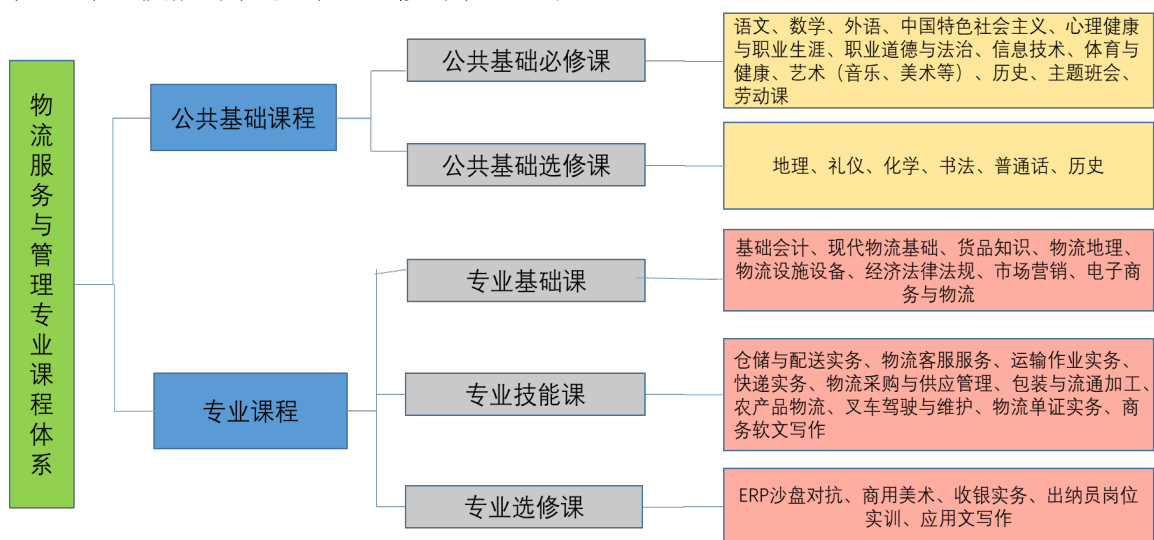 物流服务与管理专业课程体系
公共基础课程
公共基础必修课
语文、数学、外语、中国特色社会主义、心理健康
与职业生涯、职业道德与法治、信息技术、体育与
健康、艺术（音乐、美术等）、历史、主题班会、
劳动课
公共基础选修课
地理、礼仪、化学、书法、普通话、历史
专业课程
专业基础课
基础会计、现代物流基础、货品知识、物流地理、
物流设施设备、经济法律法规、市场营销、电子商
务与物流
专业技能课
仓储与配送实务、物流客服服务、运输作业实务、
快递实务、物流采购与供应管理、包装与流通加工、
农产品物流、叉车驾驶与维护、物流单证实务、商
务软文写作
专业选修课
ERP沙盘对抗、商用美术、收银实务、出纳员岗位
实训、应用文写作